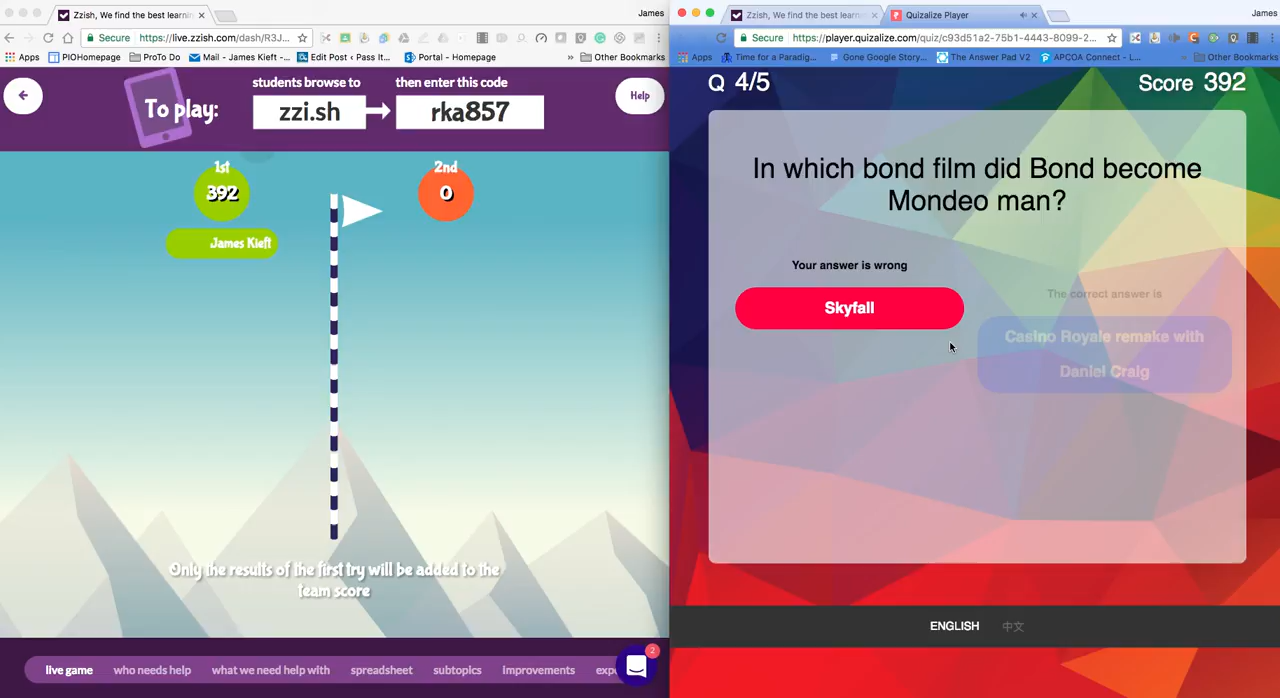 Zzish, We find the best learnin
James
Secure
https://live.zzish.com/dash/R3J...
Apps
PIOHomepage
ProTo Do
Mail - James Kieft -...
Edit Post ‹ Pass It...
Portal - Homepage
»
Other Bookmarks
To play:
students browse to
zzi.sh
then enter this code
rka857
Help
1st
392
James Kieft
2nd
0
Only the results of the first try will be added to the
team score
live game
who needs help
what we need help with
spreadsheet
subtopics
Improvements
exp
2
Zzish, We find the best learnin
Quizalize Player
James
Secure
https://player.quizalize.com/quiz/c93d51a2-75b1-4443-8099-2...
Apps
Time for a Paradig...
Gone Google Story...
The Answer Pad V2
APCOA Connect - L...
Other Bookmarks
Q 4/5
Score 392
In which bond film did Bond become
Mondeo man?
Your answer is wrong
Skyfall
The correct answer is
Casino Royale remake with
Daniel Craig
ENGLISH
中文